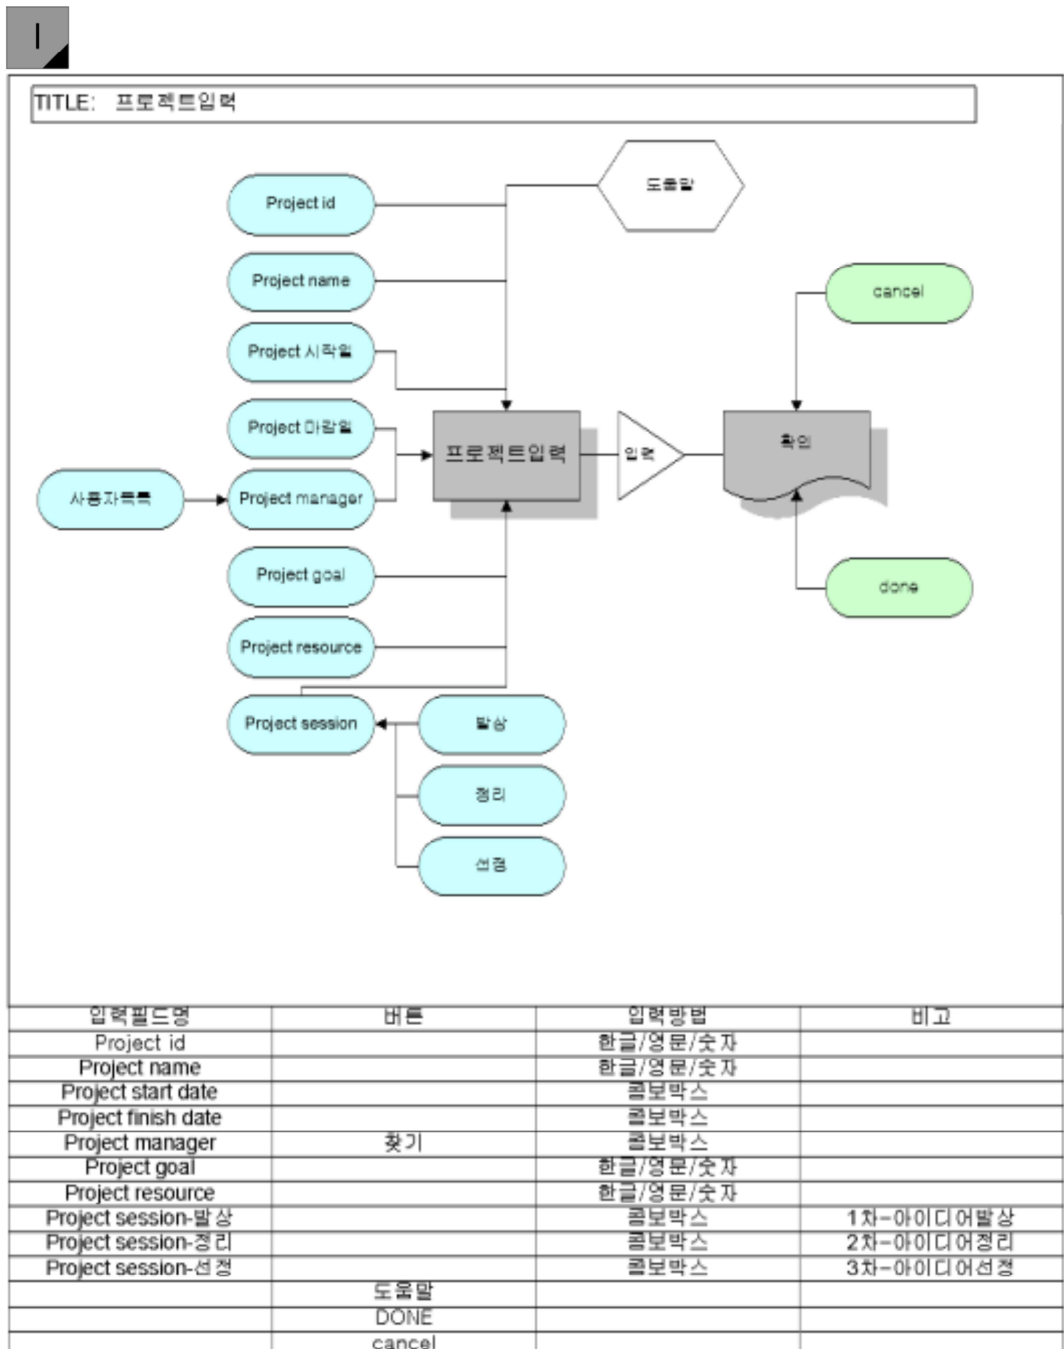 I
TITLE: 프로젝트입력
도움말
Project id
Project name
cancel
Project 시작일
Project 마감일
프로젝트입력
입력
확인
사용자목록
Project manager
Project goal
done
Project resource
Project session
발상
정리
선정
입력필드명 버튼 입력방법 비고
Project id 한글/영문/숫자
Project name 한글/영문/숫자
Project start date 콤보박스
Project finish date 콤보박스
Project manager 찾기 콤보박스
Project goal 한글/영문/숫자
Project resource 한글/영문/숫자
Project session-발상 콤보박스 1차-아이디어발상
Project session-정리 콤보박스 2차-아이디어정리
Project session-선정 콤보박스 3차-아이디어선정
도움말
DONE
cancel